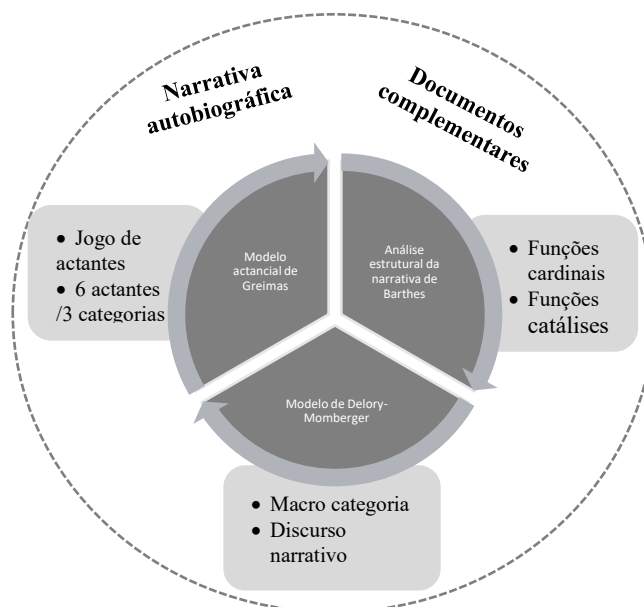 Narrativa
autobiográfica
Documentos
complementares
• Jogo de
actantes
• 6 actantes
/3 categorias
Modelo
actancial de
Greimas
Análise
estrutural da
narrativa de
Barthes
• Funções
cardinais
• Funções
catálises
Modelo de Delory-
Momberger
• Macro categoria
• Discurso
narrativo